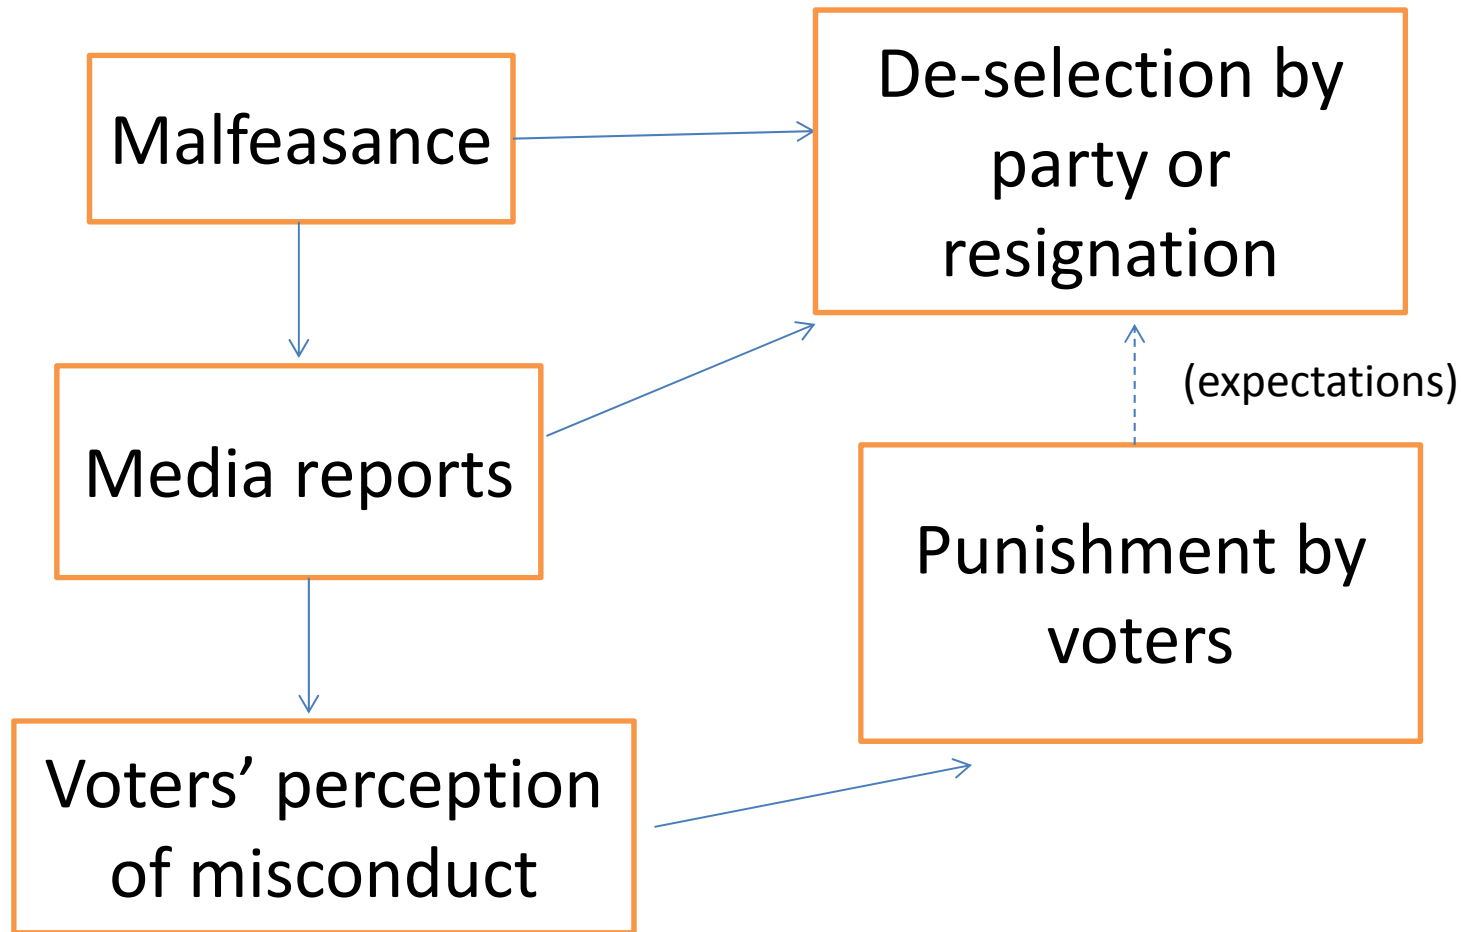 Malfeasance
De-selection by
party or
resignation
(expectations)
Media reports
Punishment by
voters
Voters’ perception
of misconduct